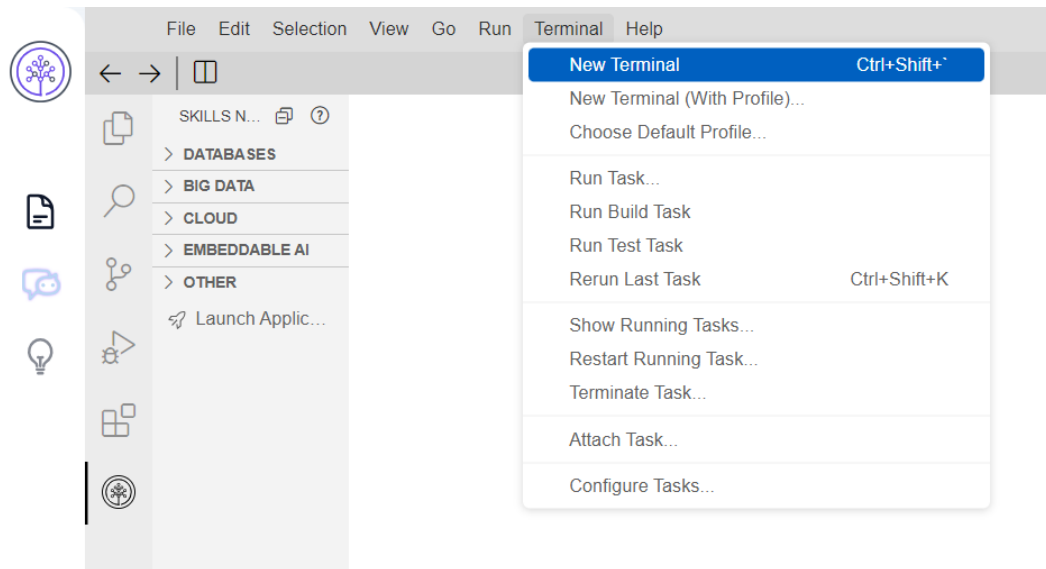 File Edit Selection View Go Run Terminal Help
SKILLS N...
DATABASES
BIG DATA
CLOUD
EMBEDDABLE AI
OTHER
Launch Applic...
New Terminal Ctrl+Shift+`
New Terminal (With Profile)...
Choose Default Profile...
Run Task...
Run Build Task
Run Test Task
Rerun Last Task Ctrl+Shift+K
Show Running Tasks...
Restart Running Task...
Terminate Task...
Attach Task...
Configure Tasks...